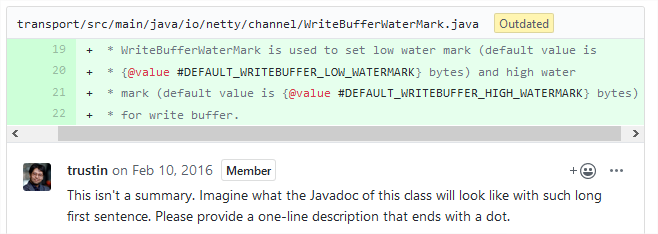 transport/src/main/java/io/netty/channel/WriteBufferWaterMark.java Outdated
19 + * WriteBufferWaterMark is used to set low water mark (default value is
20 + * {@value #DEFAULT_WRITEBUFFER_LOW_WATERMARK} bytes) and high water
21 + * mark (default value is {@value #DEFAULT_WRITEBUFFER_HIGH_WATERMARK} bytes)
22 + * for write buffer.
trustin on Feb 10, 2016 Member
This isn't a summary. Imagine what the Javadoc of this class will look like with such long
first sentence. Please provide a one-line description that ends with a dot.